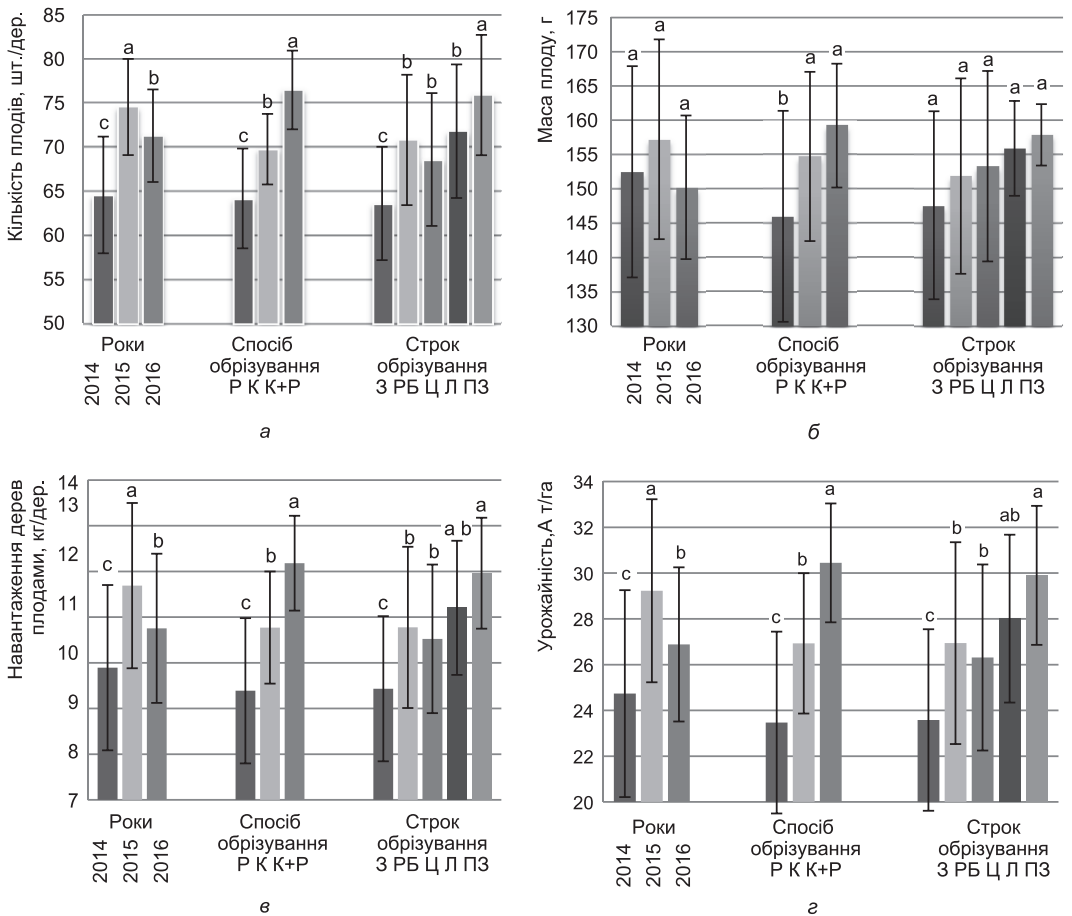 Кількість плодів, шт./дер.
85
80
75
70
65
60
55
50
c
a
b
c
b
a
c
b
b
b
a
Роки
2014
2015
2016
Спосіб
обрізування
Р К К+Р
Строк
обрізування
З РБ Ц Л ПЗ
а
Маса плоду, г
175
170
165
160
155
150
145
140
135
130
a
a
a
b
a
a
a
a
a
a
a
Роки
2014
2015
2016
Спосіб
обрізування
Р К К+Р
Строк
обрізування
З РБ Ц Л ПЗ
б
Навантаження дерев
плодами, кг/дер.
14
13
12
11
10
9
8
7
c
a
b
c
b
a
c
b
b
a b
a
Роки
2014
2015
2016
Спосіб
обрізування
Р К К+Р
Строк
обрізування
З РБ Ц Л ПЗ
в
Урожайність,А т/га
34
32
30
28
26
24
22
20
c
a
b
c
b
a
c
b
b
ab
a
Роки
2014
2015
2016
Спосіб
обрізування
Р К К+Р
Строк
обрізування
З РБ Ц Л ПЗ
г